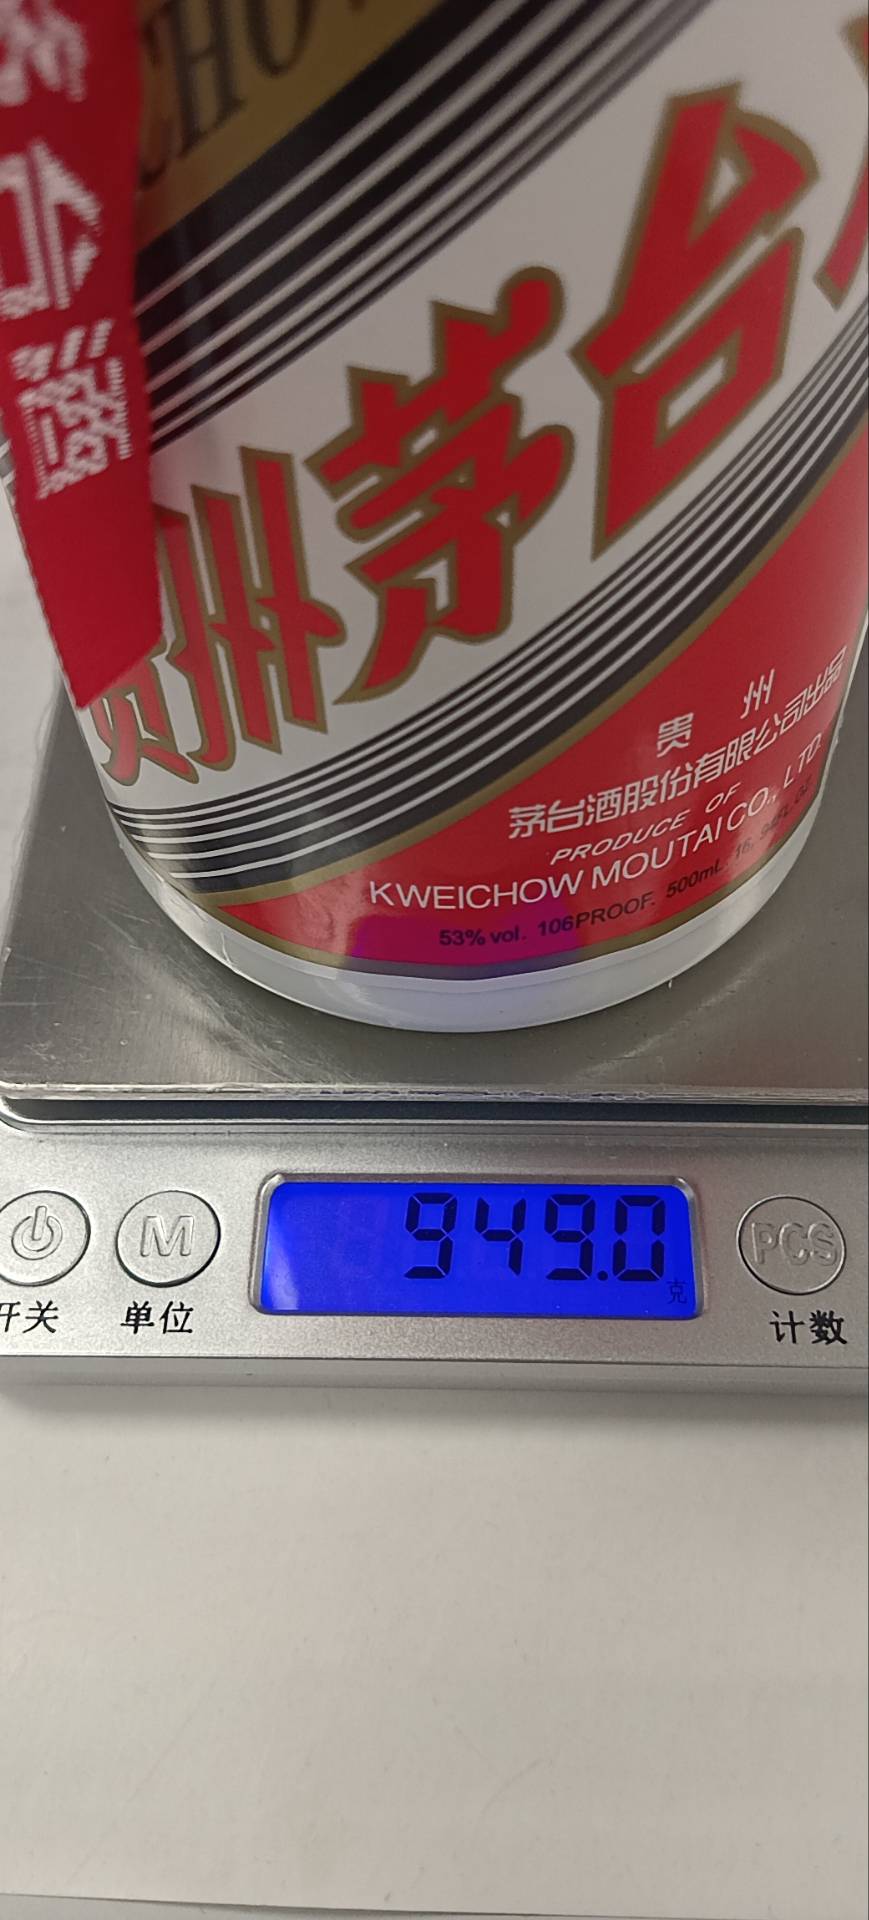 CHO
台
酒
贵州茅台
贵 州
茅台酒股份有限公司出品
PRODUCE OF
KWEICHOW MOUTAI CO., LTD.
53% vol. 106PROOF. 500mL.
949.0
克
M
PCS
开关
单位
计数